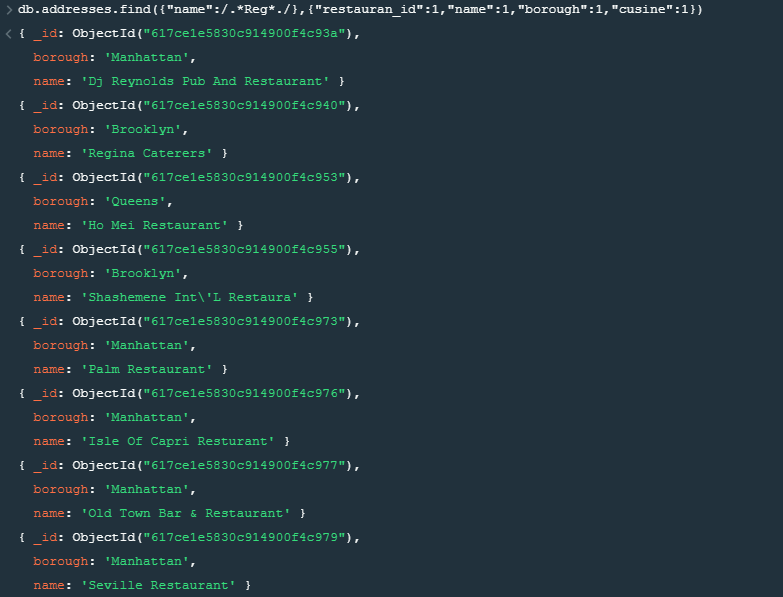 > db.addresses.find({"name":/.*Reg*./},{"restauran_id":1,"name":1,"borough":1,"cusine":1})
< { _id: ObjectId("617ce1e5830c914900f4c93a"),
borough: 'Manhattan',
name: 'Dj Reynolds Pub And Restaurant' }
{ _id: ObjectId("617ce1e5830c914900f4c940"),
borough: 'Brooklyn',
name: 'Regina Caterers' }
{ _id: ObjectId("617ce1e5830c914900f4c953"),
borough: 'Queens',
name: 'Ho Mei Restaurant' }
{ _id: ObjectId("617ce1e5830c914900f4c955"),
borough: 'Brooklyn',
name: 'Shashemene Int\'L Restaura' }
{ _id: ObjectId("617ce1e5830c914900f4c973"),
borough: 'Manhattan',
name: 'Palm Restaurant' }
{ _id: ObjectId("617ce1e5830c914900f4c976"),
borough: 'Manhattan',
name: 'Isle Of Capri Resturant' }
{ _id: ObjectId("617ce1e5830c914900f4c977"),
borough: 'Manhattan',
name: 'Old Town Bar & Restaurant' }
{ _id: ObjectId("617ce1e5830c914900f4c979"),
borough: 'Manhattan',
name: 'Seville Restaurant' }